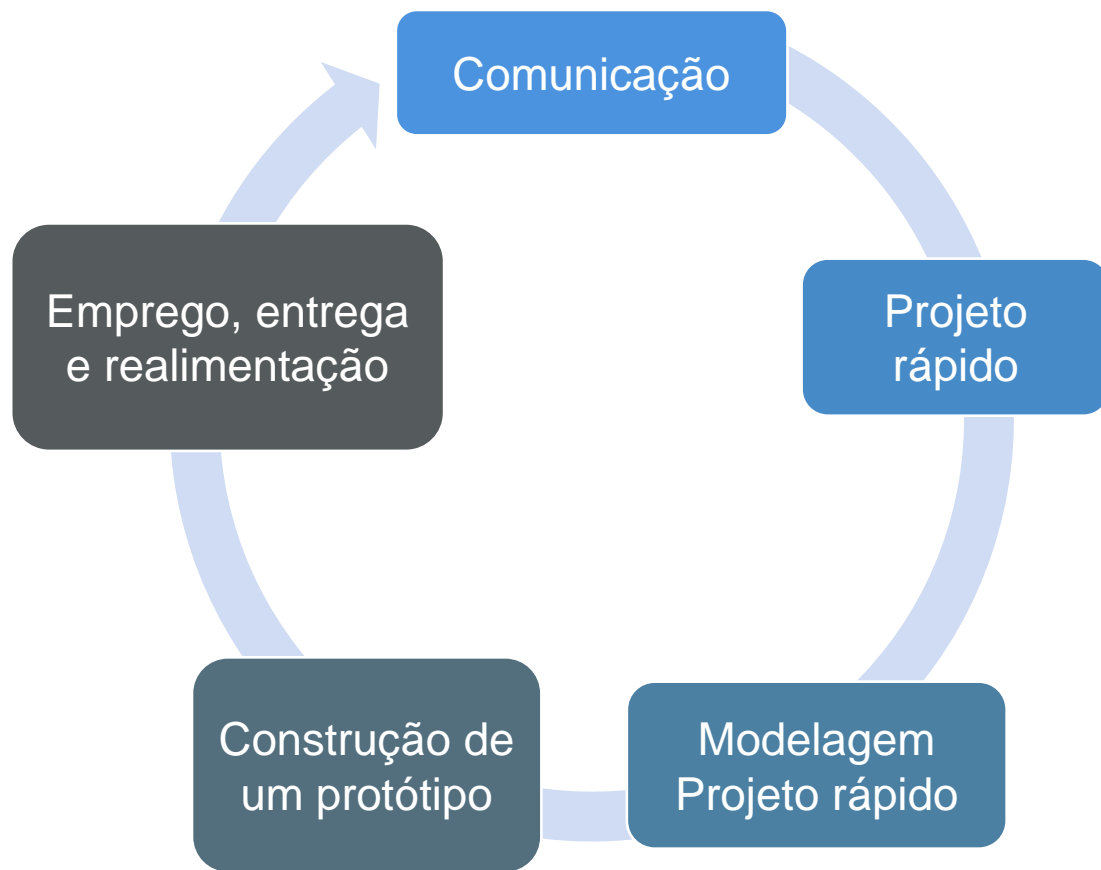 Comunicação
Projeto
rápido
Modelagem
Projeto rápido
Construção de
um protótipo
Emprego, entrega
e realimentação